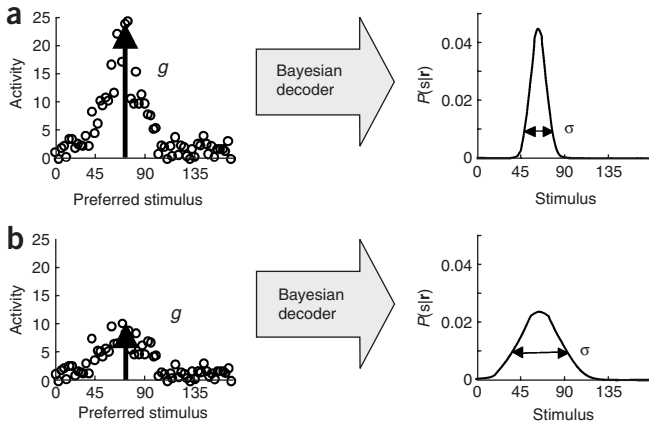 a
25
20
15
10
5
0
Activity
g
0 45 90 135
Preferred stimulus
Bayesian
decoder
0.04
0.02
0
P(s|r)
σ
0 45 90 135
Stimulus
b
25
20
15
10
5
0
Activity
g
0 45 90 135
Preferred stimulus
Bayesian
decoder
0.04
0.02
0
P(s|r)
σ
0 45 90 135
Stimulus